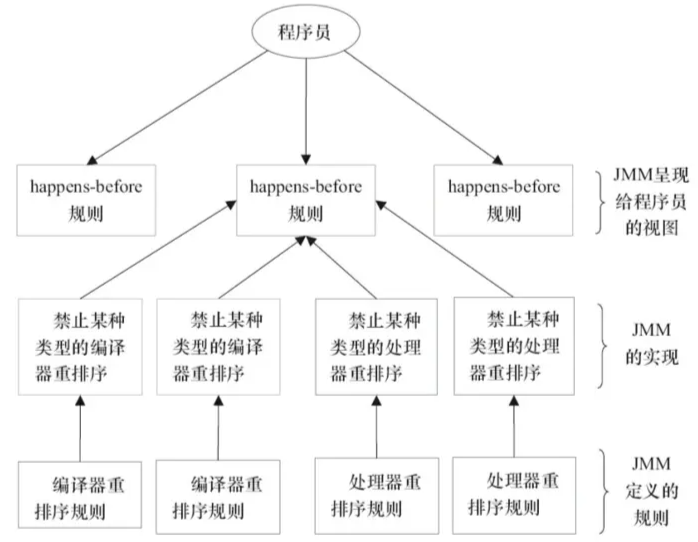 程序员
happens-before
规则
happens-before
规则
happens-before
规则
JMM呈现
给程序员
的视图
禁止某种
类型的编译
器重排序
禁止某种
类型的编译
器重排序
禁止某种
类型的处理
器重排序
禁止某种
类型的处理
器重排序
JMM
的实现
编译器重
排序规则
编译器重
排序规则
处理器重
排序规则
处理器重
排序规则
JMM
定义的
规则